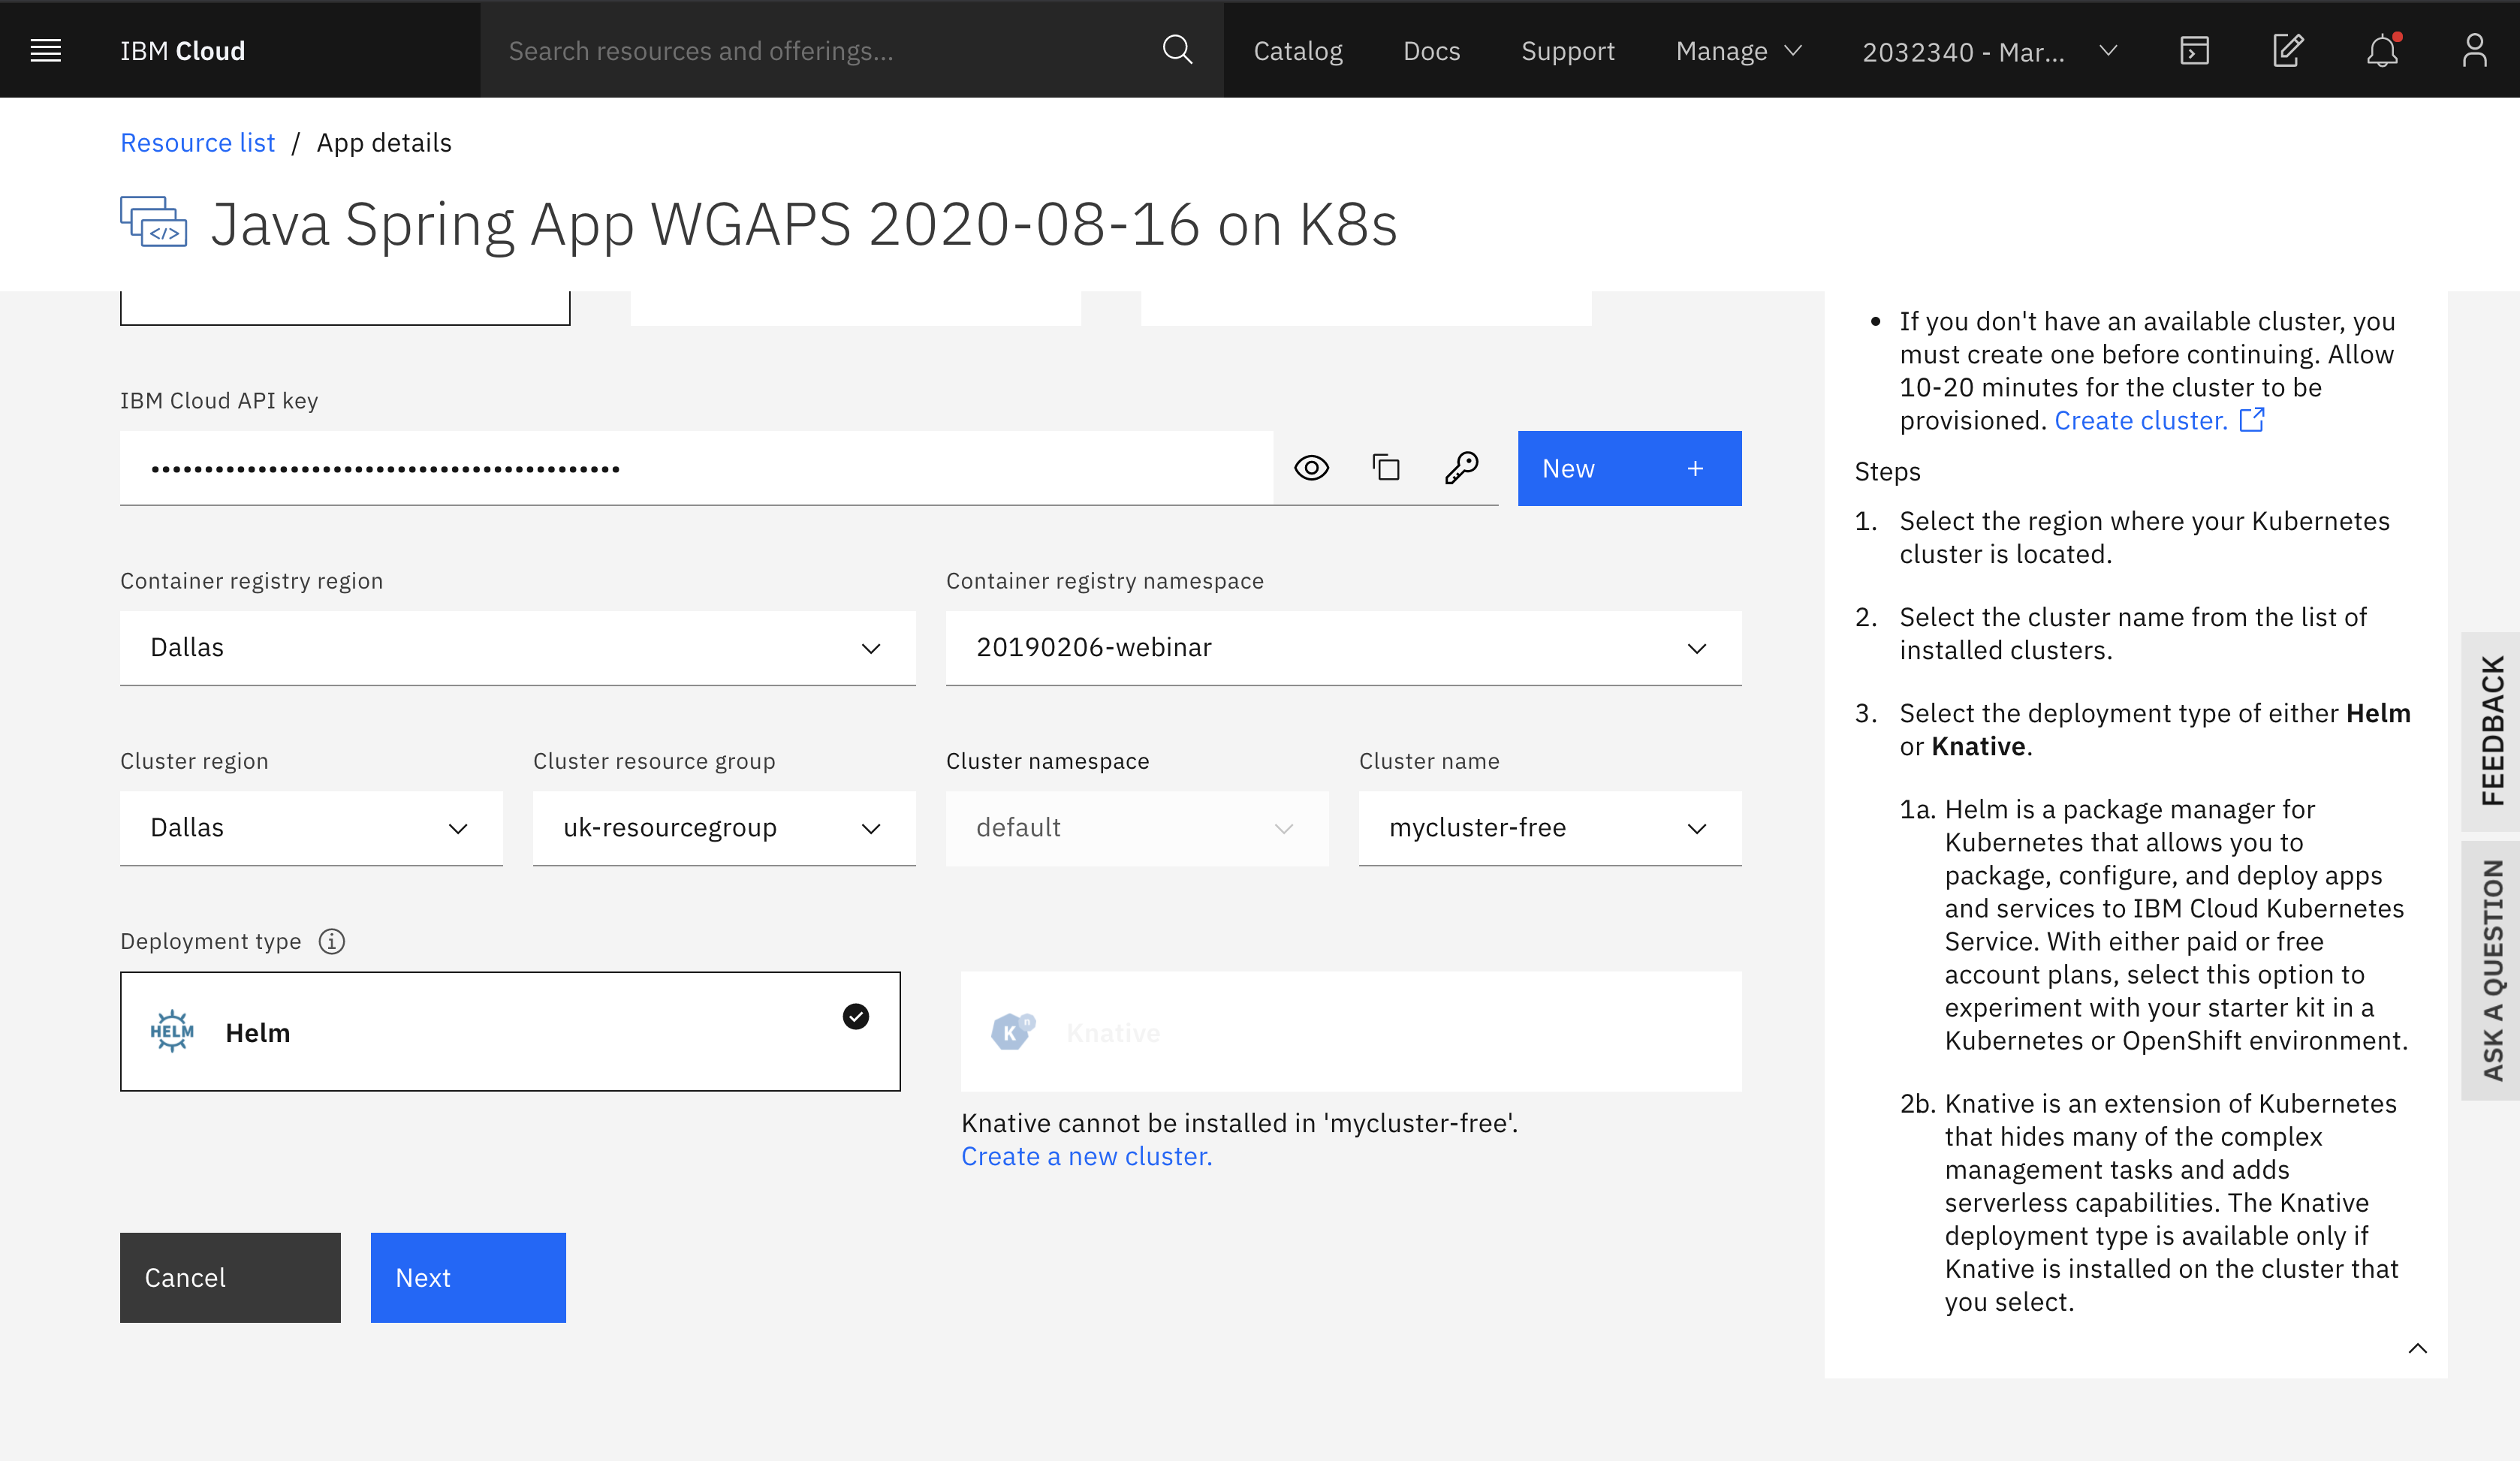 IBM Cloud
Search resources and offerings...
Catalog
Docs
Support
Manage
2032340 - Mar...
Resource list / App details
</>
Java Spring App WGAPS 2020-08-16 on K8s
IBM Cloud API key
••••••••••••••••••••••••••••••••••••••••••••
New +
Container registry region
Container registry namespace
Dallas
20190206-webinar
Cluster region
Cluster resource group
Cluster namespace
Cluster name
Dallas
uk-resourcegroup
default
mycluster-free
Deployment type
HELM
Helm
K n
Knative
Knative cannot be installed in 'mycluster-free'.
Create a new cluster.
Cancel
Next
• If you don't have an available cluster, you
must create one before continuing. Allow
10-20 minutes for the cluster to be
provisioned. Create cluster.
Steps
1. Select the region where your Kubernetes
cluster is located.
2. Select the cluster name from the list of
installed clusters.
3. Select the deployment type of either Helm
or Knative.
1a. Helm is a package manager for
Kubernetes that allows you to
package, configure, and deploy apps
and services to IBM Cloud Kubernetes
Service. With either paid or free
account plans, select this option to
experiment with your starter kit in a
Kubernetes or OpenShift environment.
2b. Knative is an extension of Kubernetes
that hides many of the complex
management tasks and adds
serverless capabilities. The Knative
deployment type is available only if
Knative is installed on the cluster that
you select.
FEEDBACK
ASK A QUESTION